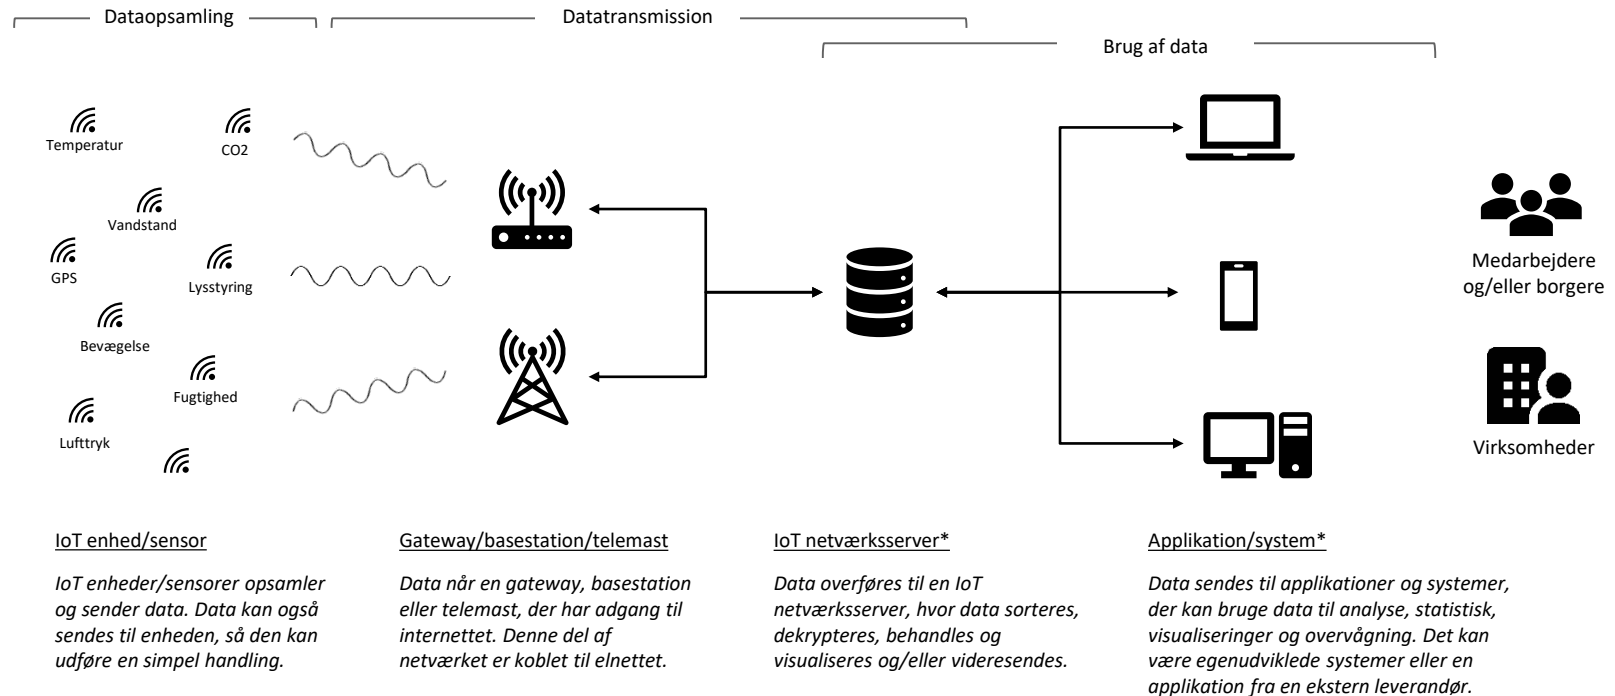 Dataopsamling
Datatransmission
Brug af data
Temperatur
CO2
Vandstand
GPS
Lysstyring
Bevægelse
Fugtighed
Lufttryk
Medarbejdere
og/eller borgere
Virksomheder
IoT enhed/sensor
IoT enheder/sensorer opsamler
og sender data. Data kan også
sendes til enheden, så den kan
udføre en simpel handling.
Gateway/basestation/telemast
Data når en gateway, basestation
eller telemast, der har adgang til
internettet. Denne del af
netværket er koblet til elnettet.
IoT netværksserver*
Data overføres til en IoT
netværksserver, hvor data sorteres,
dekrypteres, behandles og
visualiseres og/eller videresendes.
Applikation/system*
Data sendes til applikationer og systemer,
der kan bruge data til analyse, statistisk,
visualiseringer og overvågning. Det kan
være egenudviklede systemer eller en
applikation fra en ekstern leverandør.